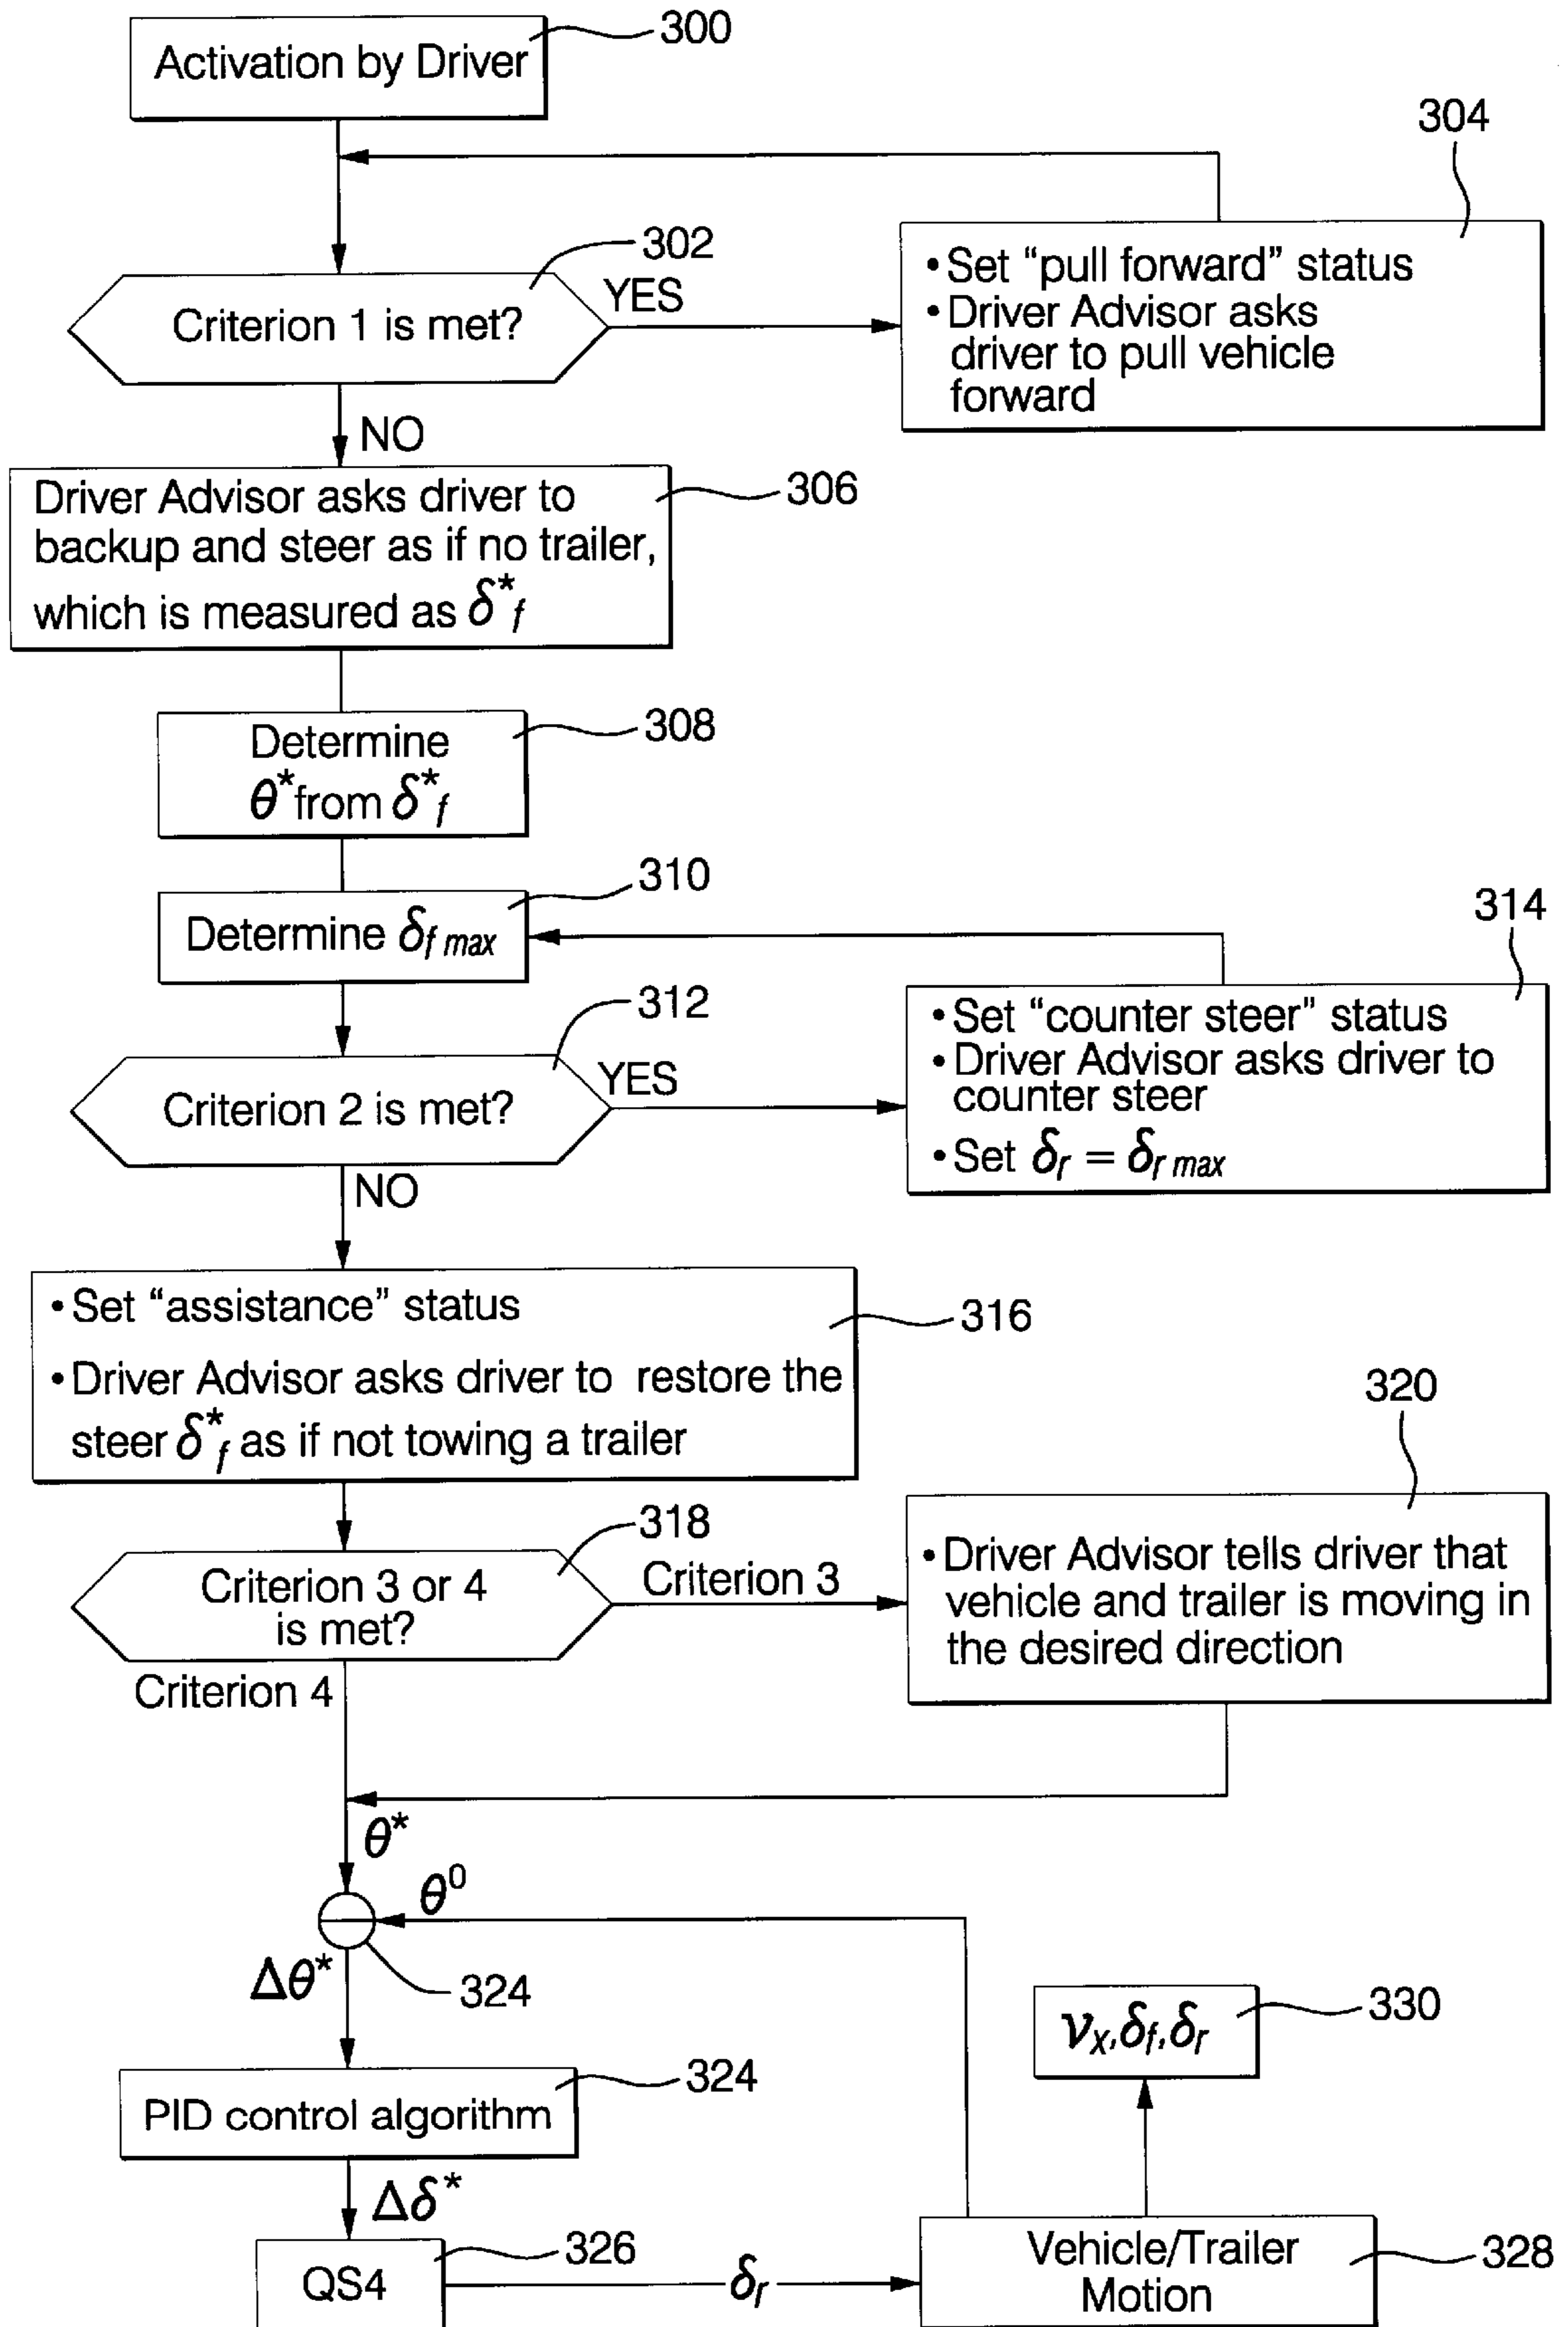 300
Activation by Driver
304
302
• Set “pull forward” status
• Driver Advisor asks
driver to pull vehicle
forward
YES
Criterion 1 is met?
NO
306
Driver Advisor asks driver to
backup and steer as if no trailer,
which is measured as δ*f
308
Determine
θ* from δ*f
310
Determine δf max
314
312
• Set “counter steer” status
• Driver Advisor asks driver to
counter steer
• Set δr = δr max
YES
Criterion 2 is met?
NO
• Set “assistance” status
316
• Driver Advisor asks driver to restore the
steer δ*f as if not towing a trailer
320
318
Criterion 3 or 4
is met?
Criterion 3
• Driver Advisor tells driver that
vehicle and trailer is moving in
the desired direction
Criterion 4
θ*
θ0
Δθ*
324
330
νx,δf,δr
324
PID control algorithm
Δδ*
326
QS4
δr
Vehicle/Trailer
Motion
328